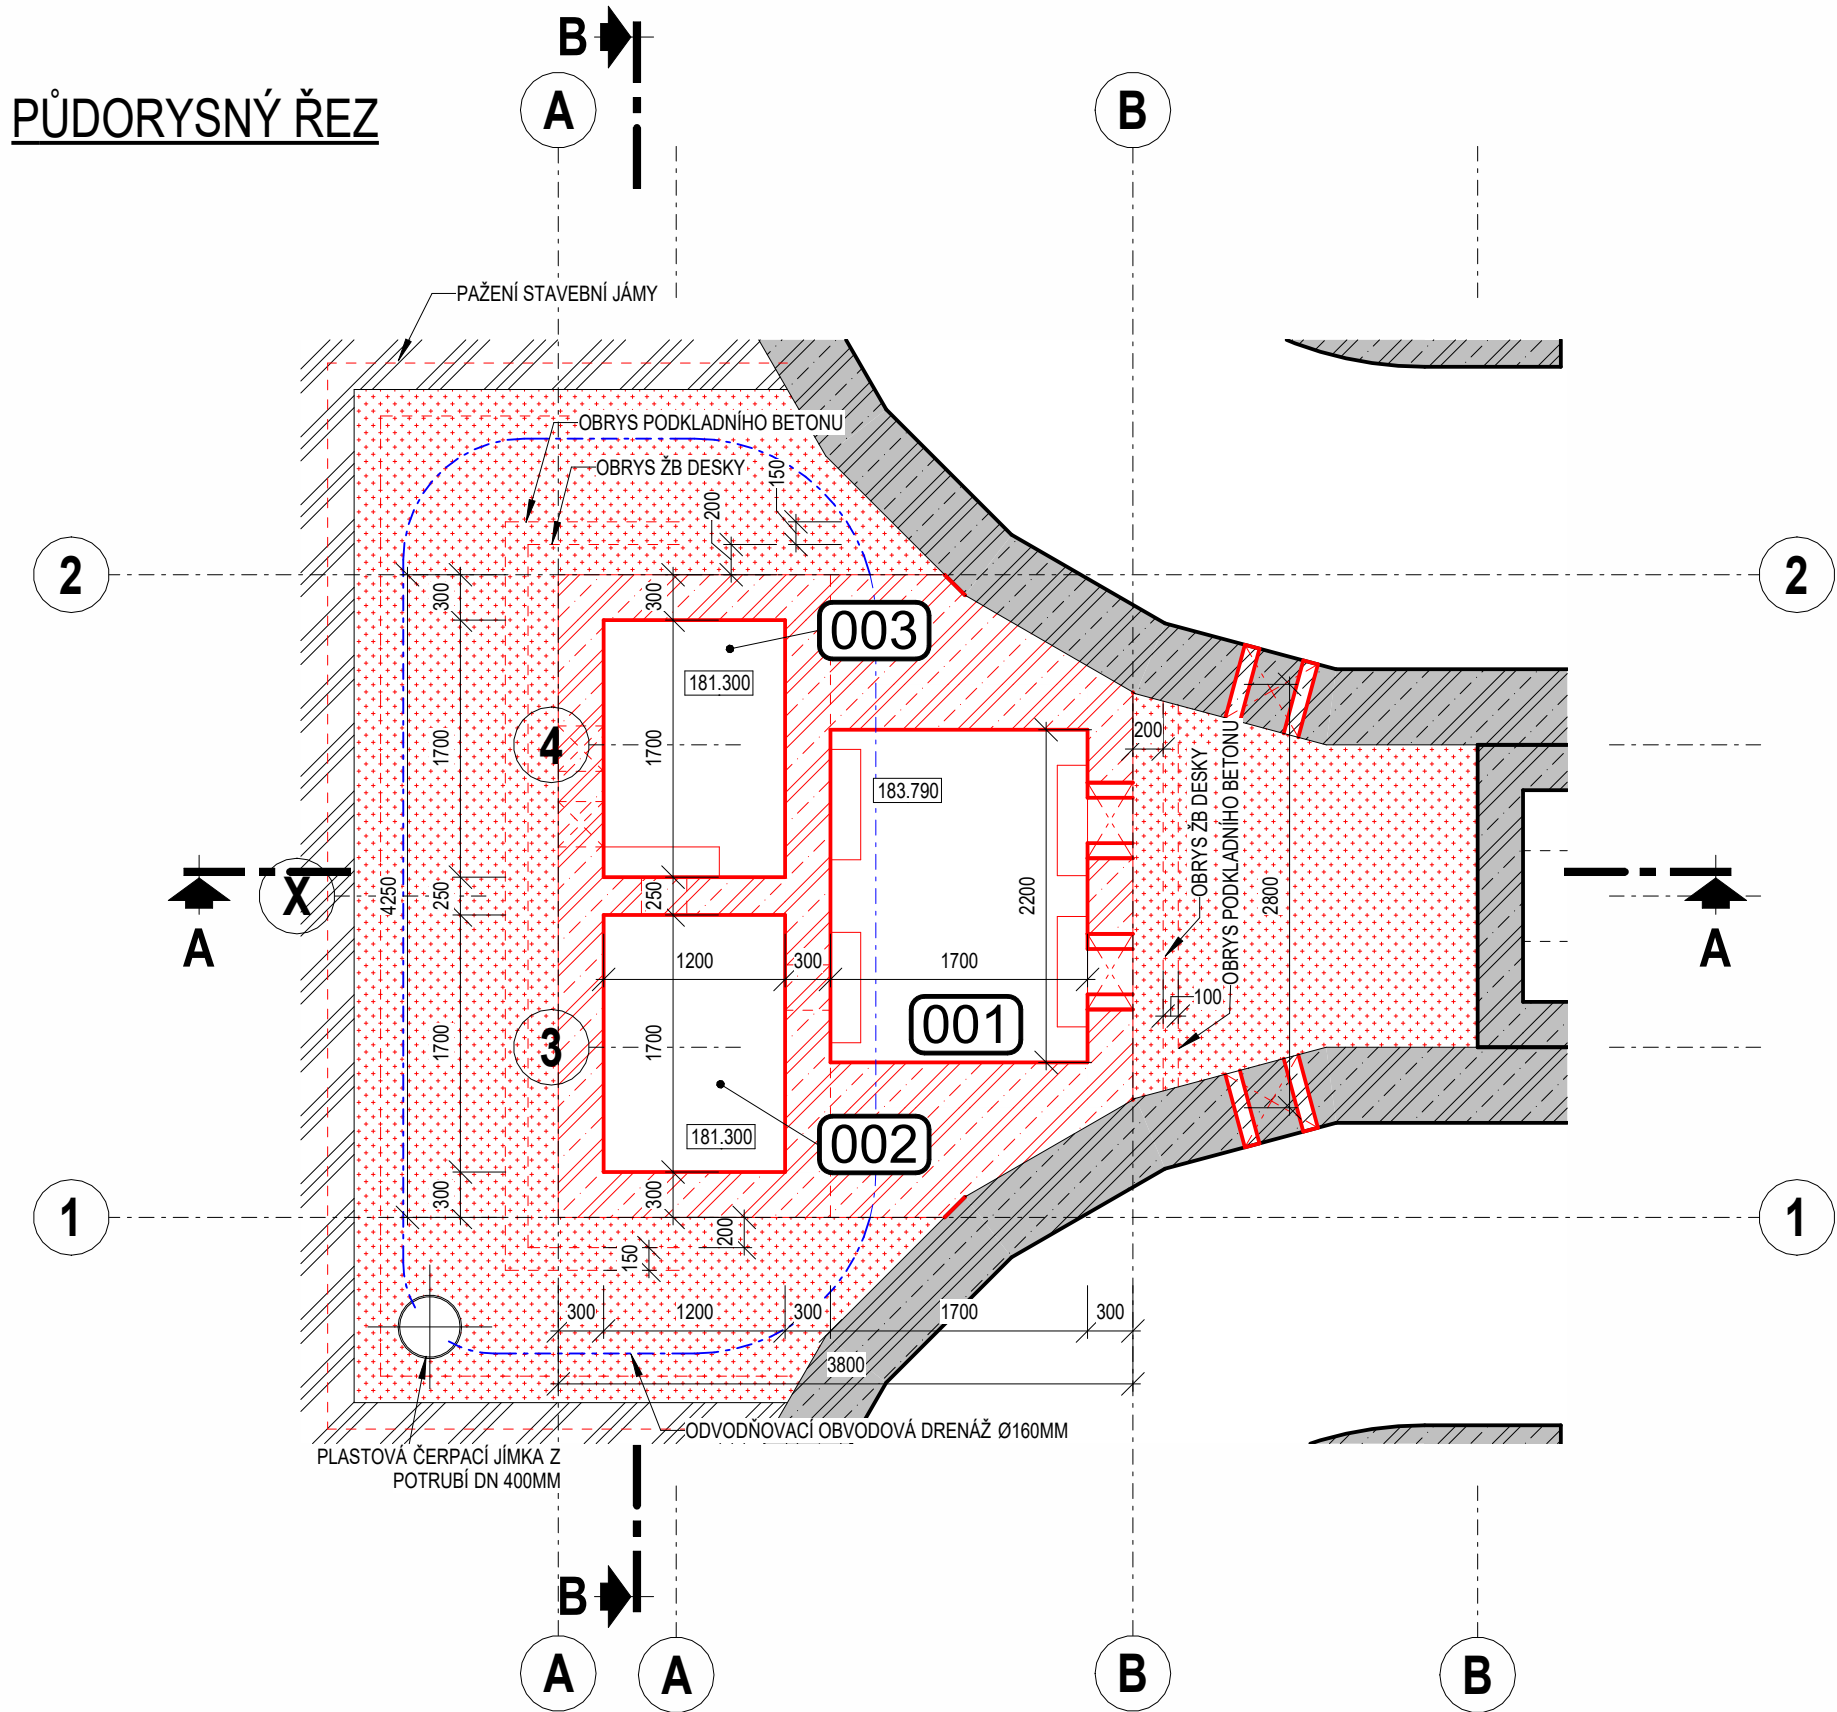 B
PŮDORYSNÝ ŘEZ
A
B
PAŽENÍ STAVEBNÍ JÁMY
OBRYS PODKLADNÍHO BETONU
OBRYS ŽB DESKY
150
200
2
2
300
300
003
181.300
4
1700
1700
200
183.790
OBRYS ŽB DESKY
OBRYS PODKLADNÍHO BETONU
X
4250
250
250
2200
2800
A
A
1200
300
1700
100
001
3
1700
1700
181.300
002
300
300
1
1
200
150
300
1200
300
1700
300
3800
ODVODŇOVACÍ OBVODOVÁ DRENÁŽ Ø160MM
PLASTOVÁ ČERPACÍ JÍMKA Z
POTRUBÍ DN 400MM
B
A
A
B
B